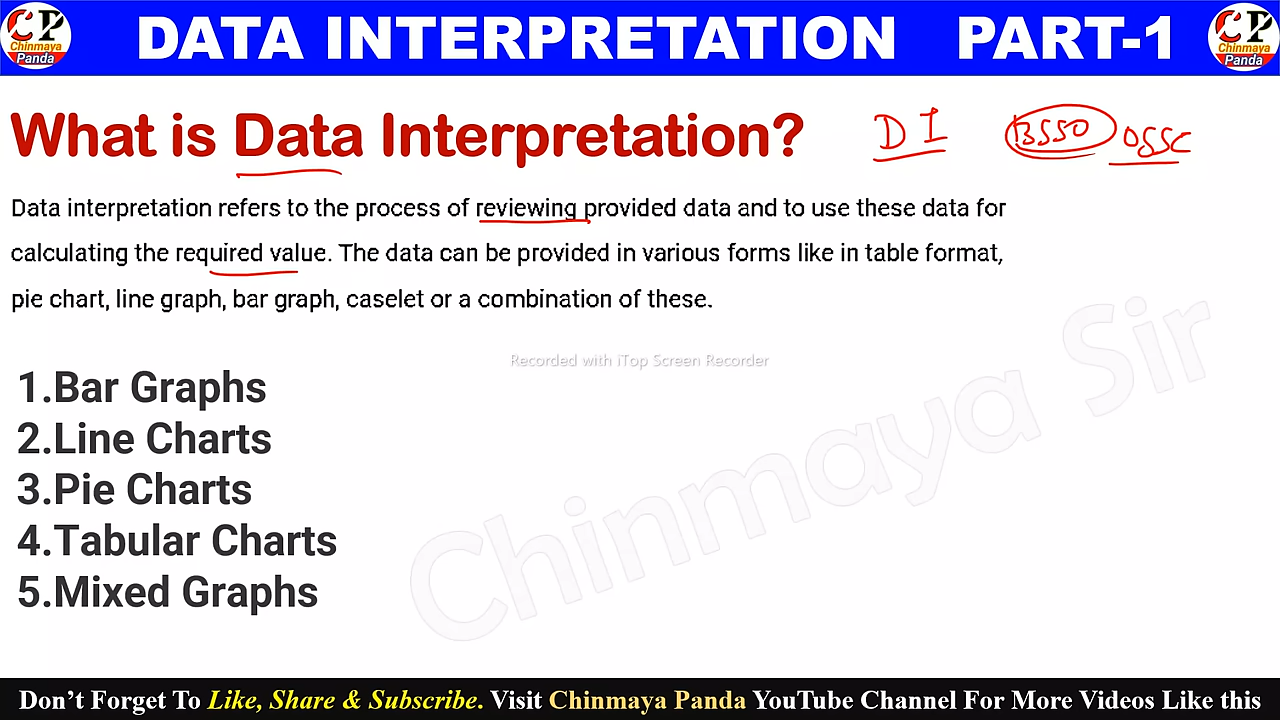 CP Chinmaya Panda
DATA INTERPRETATION PART-1
CP Chinmaya Panda
What is Data Interpretation?
D I
BSSO OSSC
Data interpretation refers to the process of reviewing provided data and to use these data for
calculating the required value. The data can be provided in various forms like in table format,
pie chart, line graph, bar graph, caselet or a combination of these.
Recorded with iTop Screen Recorder
1.Bar Graphs
2.Line Charts
3.Pie Charts
4.Tabular Charts
5.Mixed Graphs
Chinmaya Sir
Don’t Forget To Like, Share & Subscribe. Visit Chinmaya Panda YouTube Channel For More Videos Like this